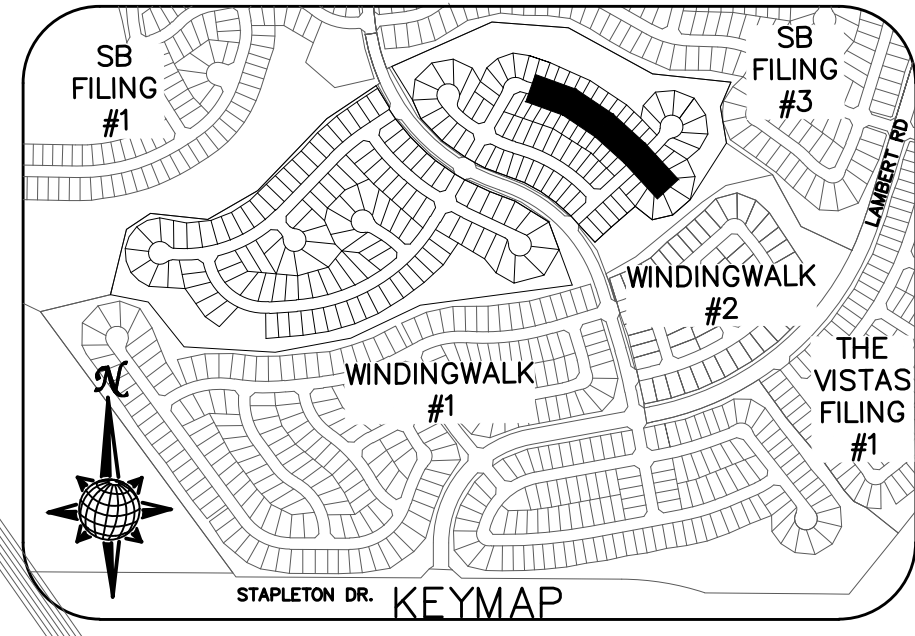 SB
FILING
#1
SB
FILING
#3
LAMBERT RD
WINDINGWALK
#2
THE
VISTAS
FILING
#1
WINDINGWALK
#1
N
STAPLETON DR.
KEYMAP